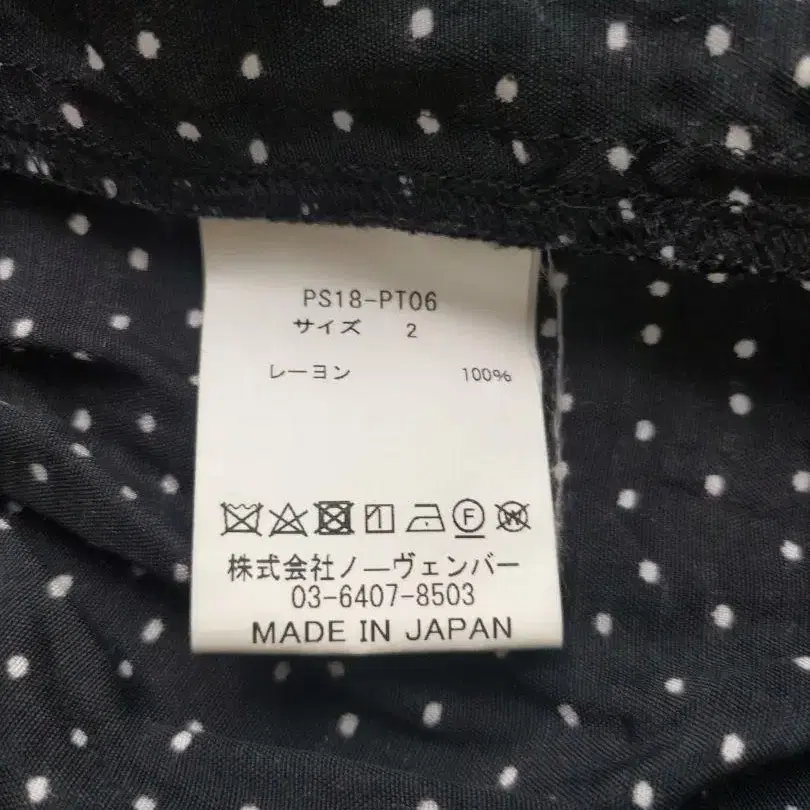 PS18-PT06
サイズ 2
レーヨン 100%
F W
株式会社ノーヴェンバー
03-6407-8503
MADE IN JAPAN